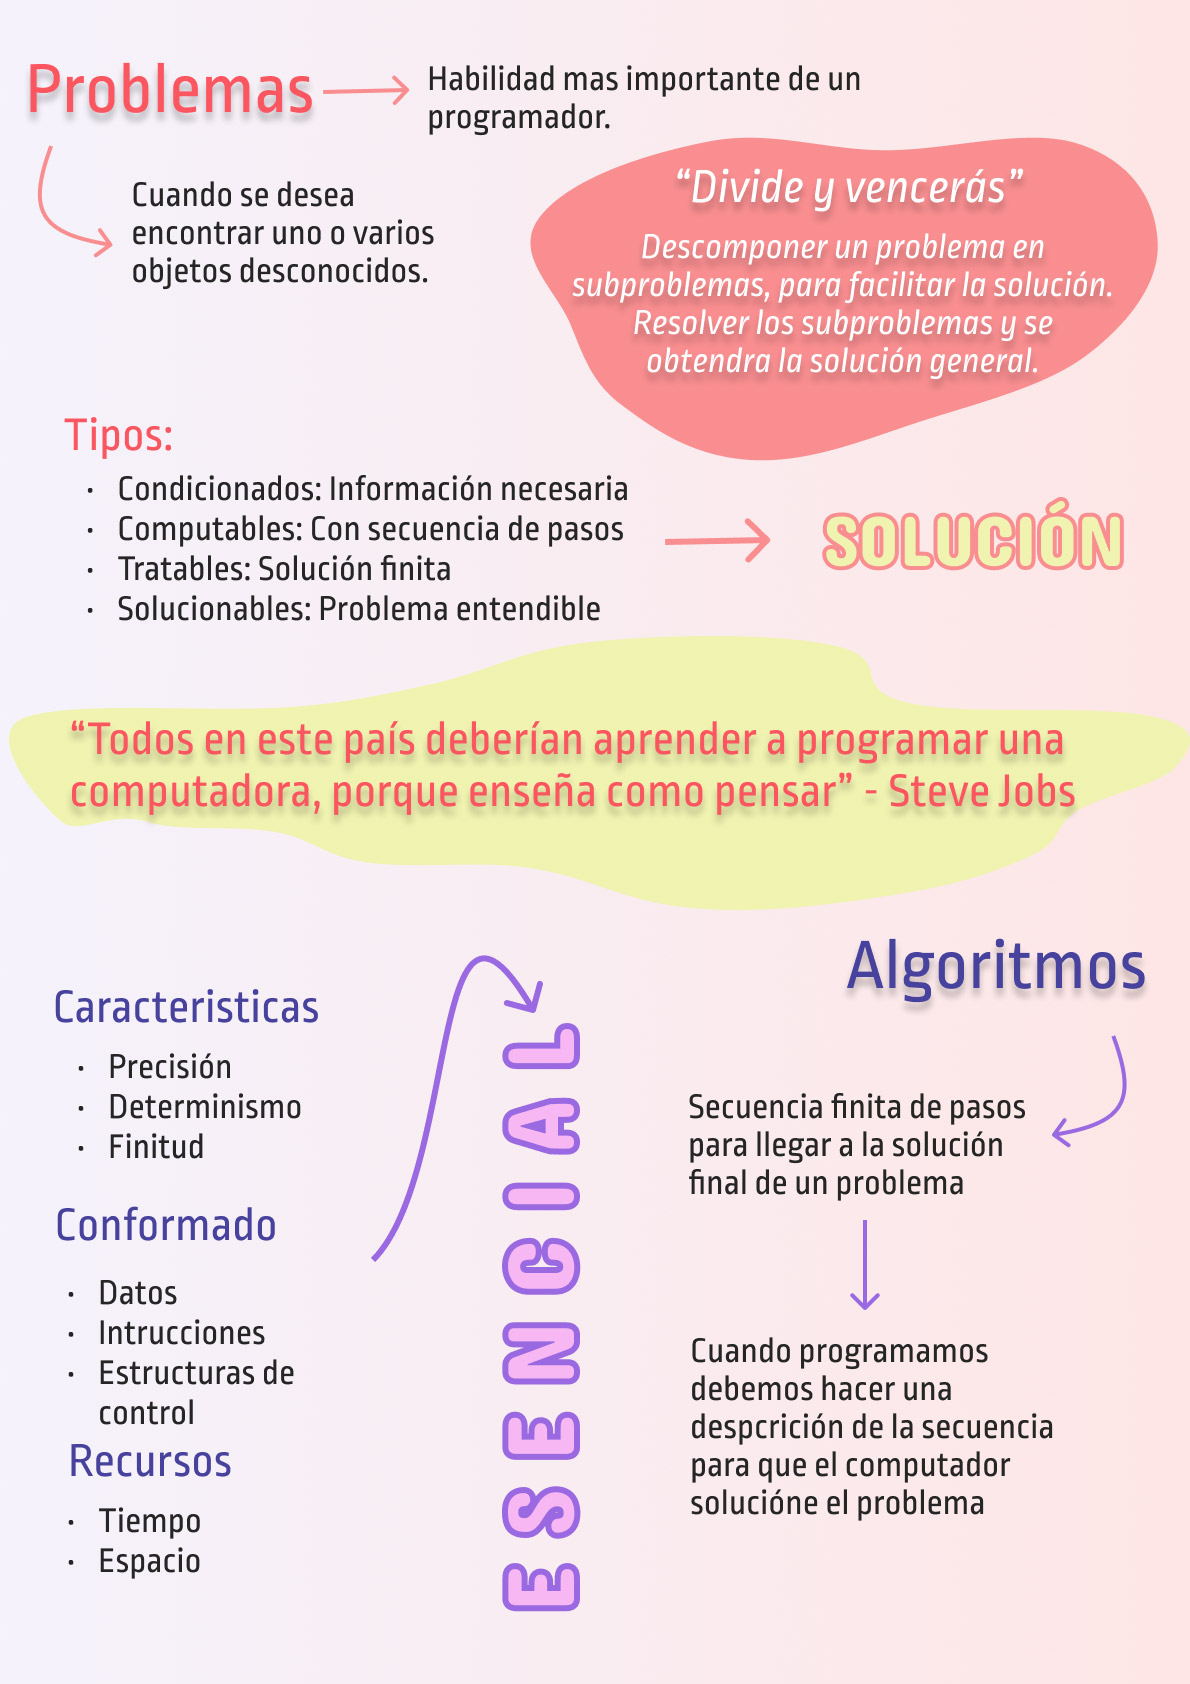 Problemas
Habilidad mas importante de un
programador.
Cuando se desea
encontrar uno o varios
objetos desconocidos.
“Divide y vencerás”
Descomponer un problema en
subproblemas, para facilitar la solución.
Resolver los subproblemas y se
obtendra la solución general.
Tipos:
· Condicionados: Información necesaria
· Computables: Con secuencia de pasos
· Tratables: Solución finita
· Solucionables: Problema entendible
SOLUCIÓN
“Todos en este país deberían aprender a programar una
computadora, porque enseña como pensar” - Steve Jobs
Algoritmos
Secuencia finita de pasos
para llegar a la solución
final de un problema
Cuando programamos
debemos hacer una
despcrición de la secuencia
para que el computador
solucióne el problema
Caracteristicas
· Precisión
· Determinismo
· Finitud
Conformado
· Datos
· Intrucciones
· Estructuras de
control
Recursos
· Tiempo
· Espacio
ESENCIAL